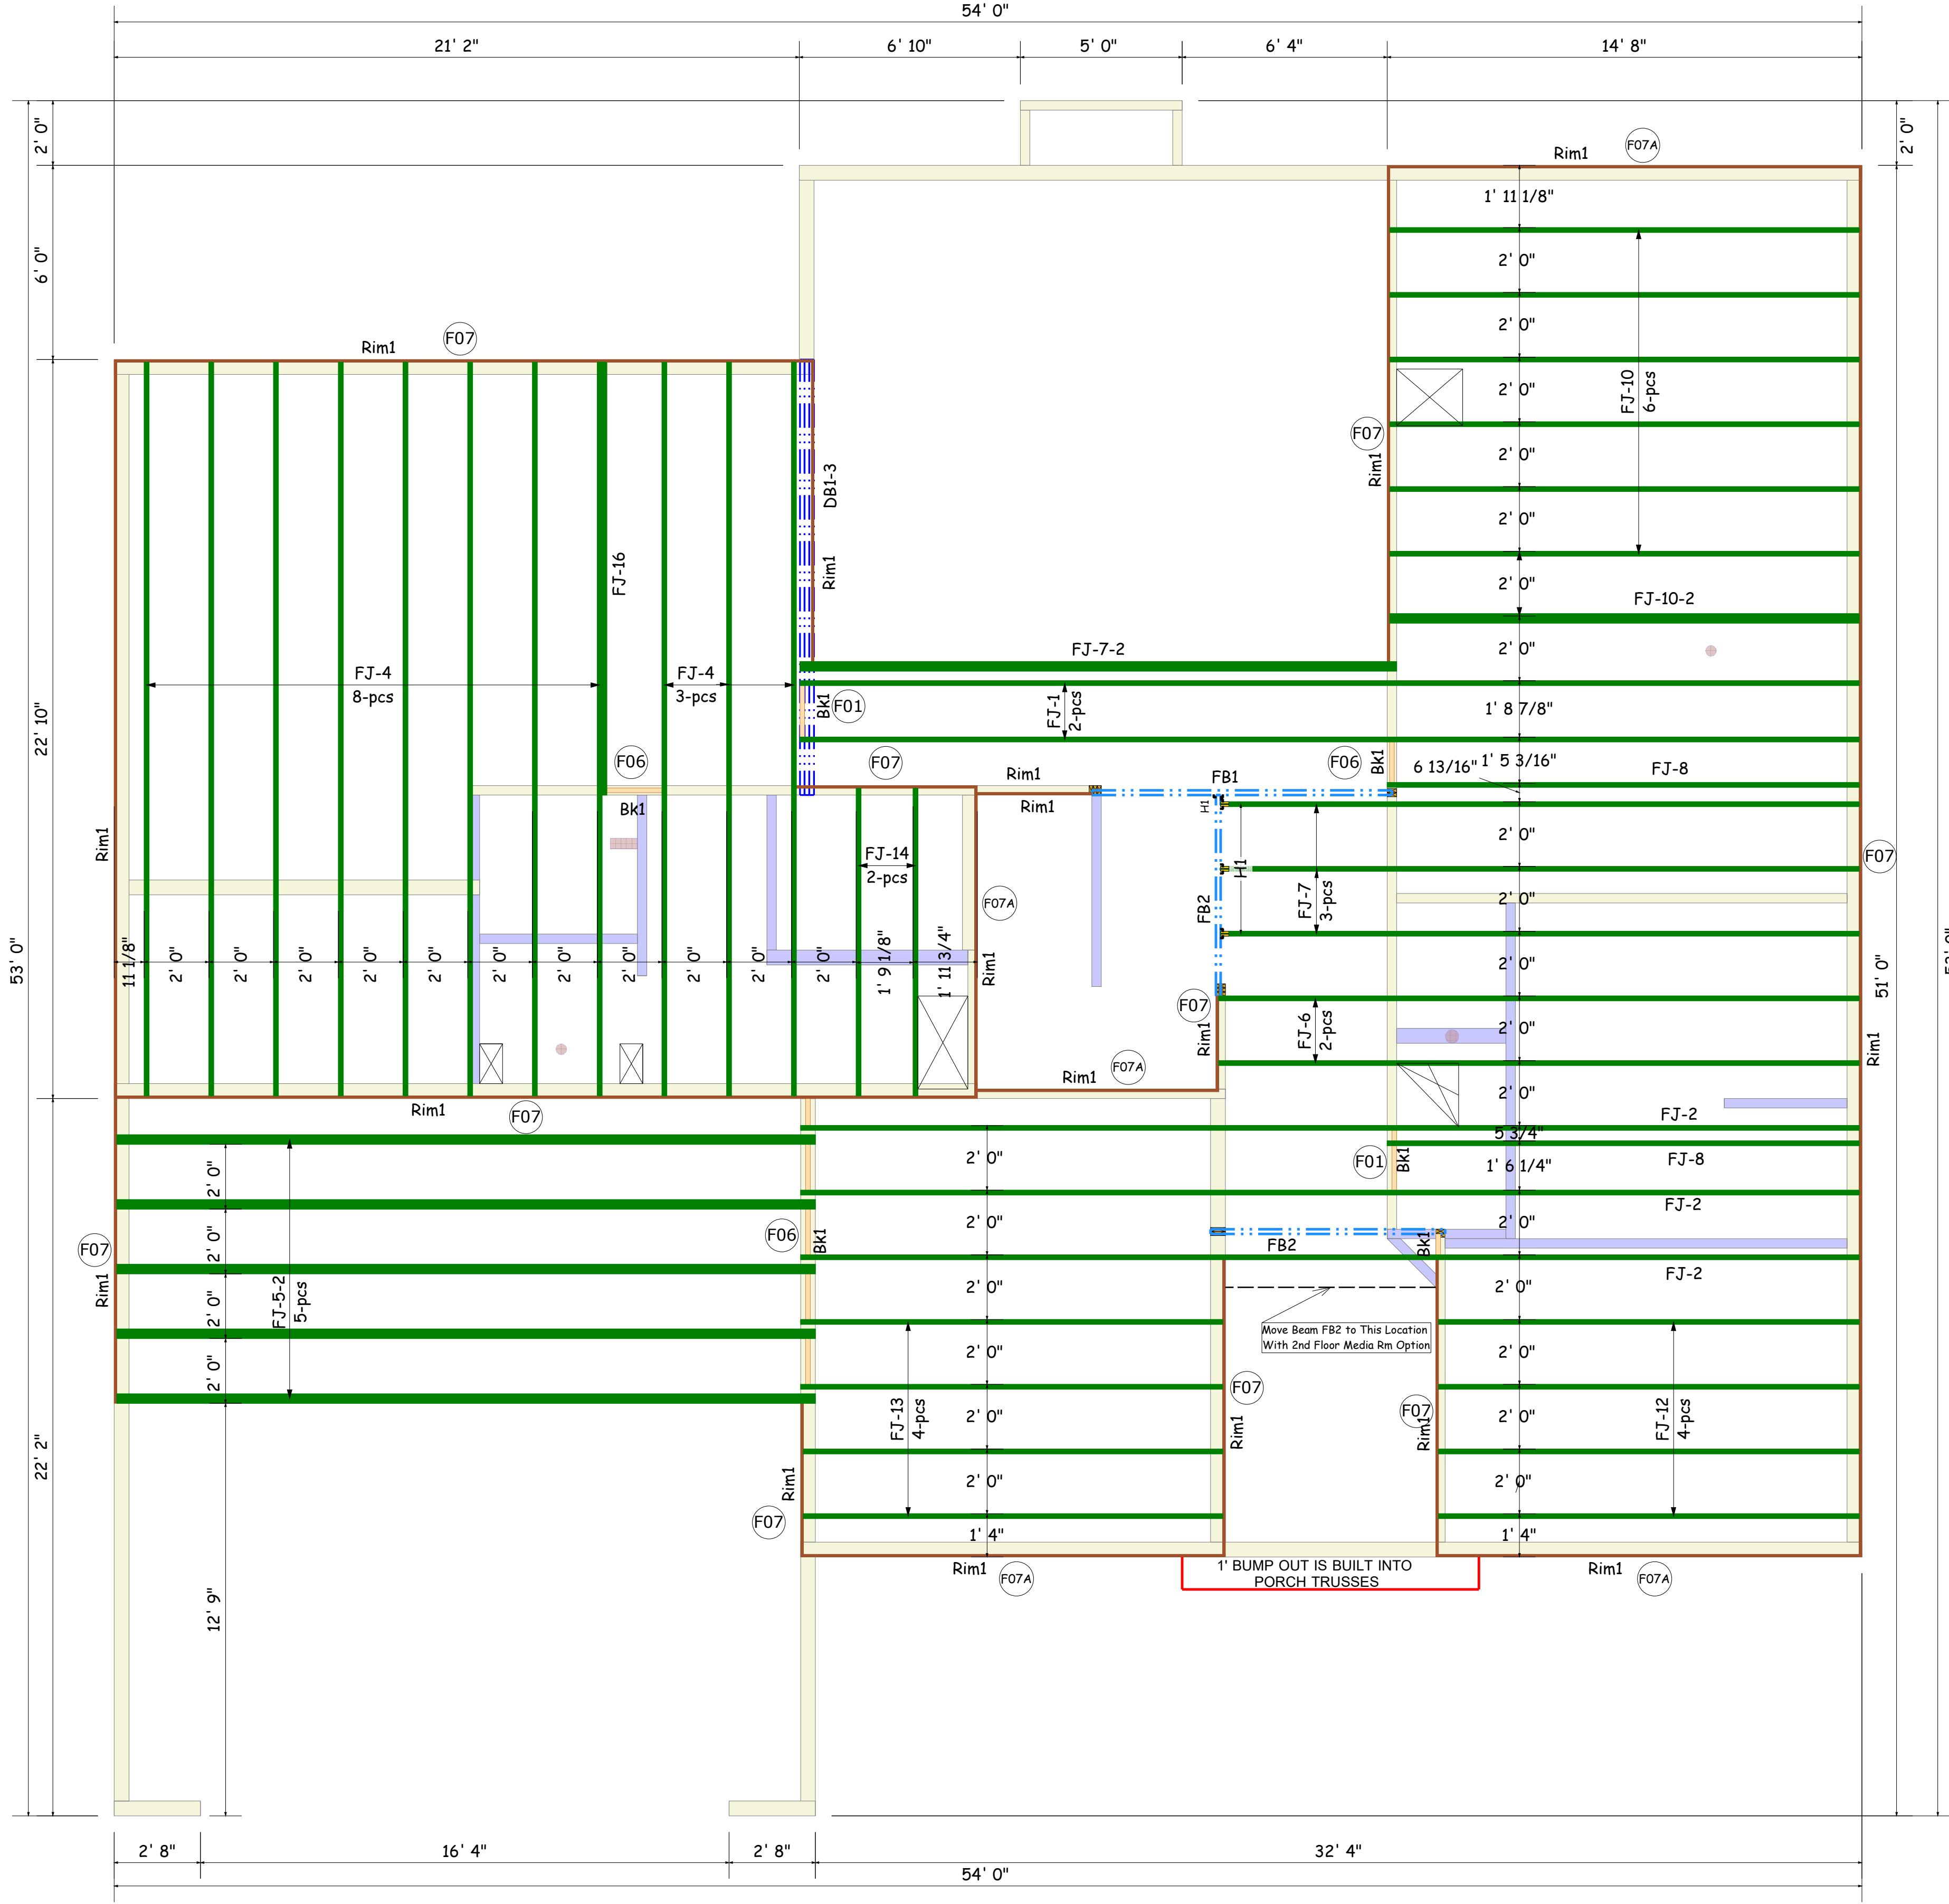 54' 0"
21' 2"
6' 10"
5' 0"
6' 4"
14' 8"
2' 0"
2' 0"
F07A
Rim1
1' 11 1/8"
6' 0"
2' 0"
F07
Rim1
2' 0"
2' 0"
FJ-10
6-pcs
F07
Rim1
2' 0"
DB1-3
Rim1
2' 0"
FJ-16
2' 0"
FJ-10-2
FJ-7-2
2' 0"
FJ-4
8-pcs
FJ-4
3-pcs
Bk1
F01
FJ-1
2-pcs
1' 8 7/8"
22' 10"
F06
F07
F06
Bk1
1' 5 3/16"
6 13/16"
FJ-8
Rim1
FB1
Rim1
H1
Bk1
Rim1
2' 0"
FJ-14
2-pcs
H1
F07
F07A
FB2
FJ-7
3-pcs
2' 0"
53' 0"
11 1/8"
2' 0"
2' 0"
2' 0"
2' 0"
2' 0"
2' 0"
2' 0"
2' 0"
2' 0"
2' 0"
2' 0"
1' 9 1/8"
1' 11 3/4"
Rim1
2' 0"
51' 0"
F07
Rim1
FJ-6
2-pcs
2' 0"
Rim1
F07A
Rim1
2' 0"
Rim1
F07
FJ-2
5 3/4"
F01
Bk1
1' 6 1/4"
FJ-8
2' 0"
2' 0"
FJ-2
F07
Rim1
2' 0"
F06
Bk1
2' 0"
2' 0"
FB2
Bk1
FJ-2
FJ-5-2
5-pcs
2' 0"
2' 0"
2' 0"
Move Beam FB2 to This Location
With 2nd Floor Media Rm Option
2' 0"
2' 0"
2' 0"
F07
Rim1
F07
Rim1
FJ-13
4-pcs
2' 0"
2' 0"
FJ-12
4-pcs
22' 2"
Rim1
F07
2' 0"
2' 0"
1' 4"
1' 4"
Rim1
F07A
1' BUMP OUT IS BUILT INTO
PORCH TRUSSES
Rim1
F07A
12' 9"
2' 8"
16' 4"
2' 8"
32' 4"
54' 0"